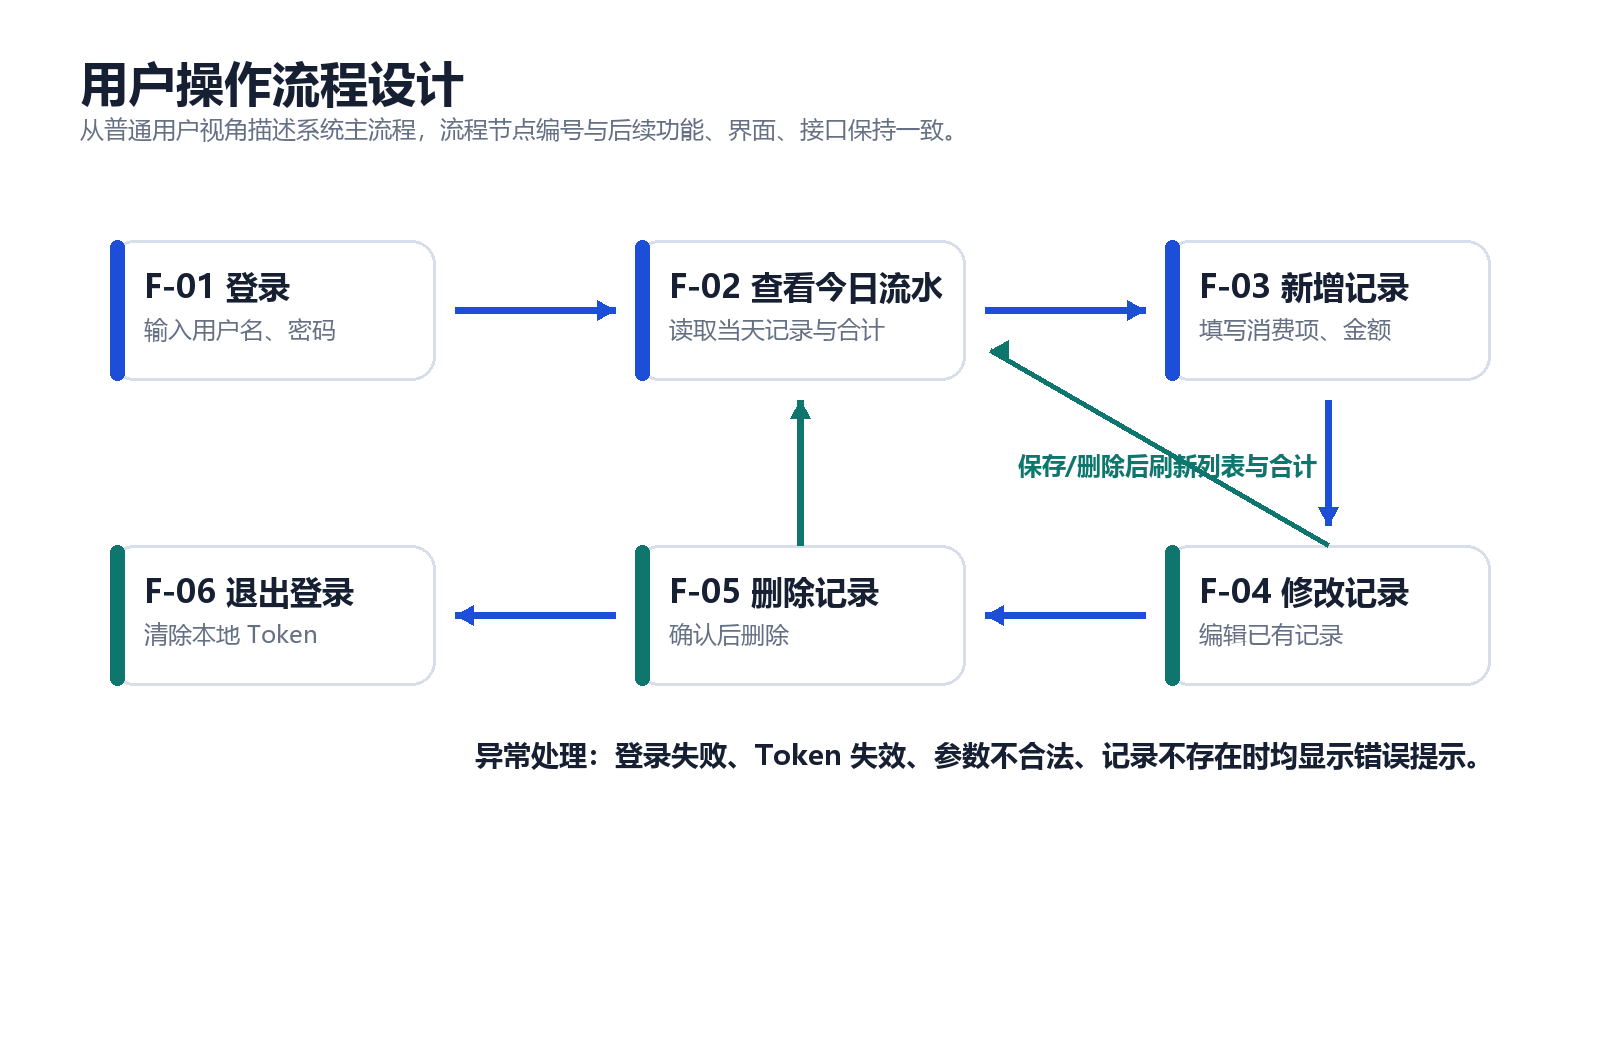 用户操作流程设计
从普通用户视角描述系统主流程，流程节点编号与后续功能、界面、接口保持一致。
F-01 登录
输入用户名、密码
F-02 查看今日流水
读取当天记录与合计
F-03 新增记录
填写消费项、金额
保存/删除后刷新列表与合计
F-06 退出登录
清除本地 Token
F-05 删除记录
确认后删除
F-04 修改记录
编辑已有记录
异常处理：登录失败、Token 失效、参数不合法、记录不存在时均显示错误提示。